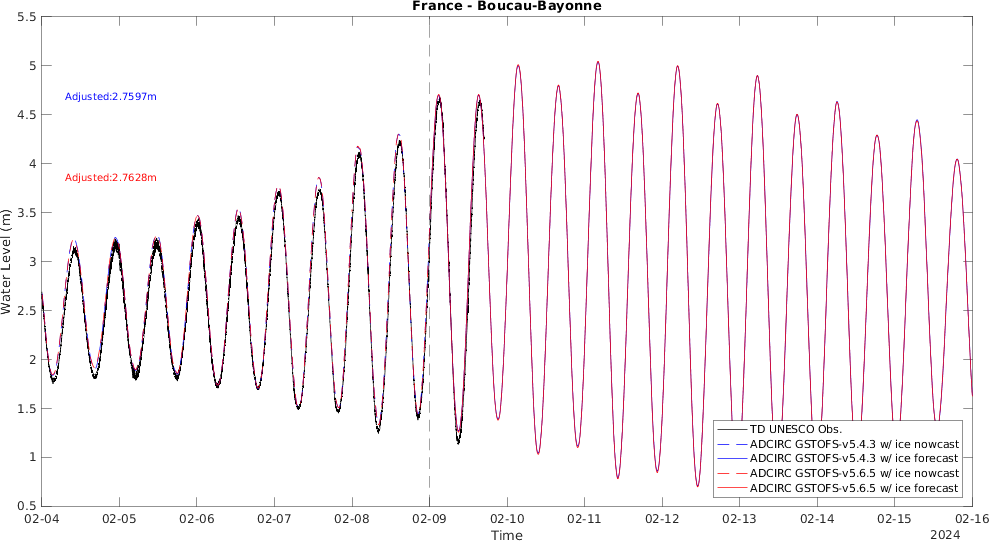 France - Boucau-Bayonne
5.5
5
4.5
4
3.5
3
2.5
2
1.5
1
0.5
Water Level (m)
Adjusted:2.7597m
Adjusted:2.7628m
TD UNESCO Obs.
ADCIRC GSTOFS-v5.4.3 w/ ice nowcast
ADCIRC GSTOFS-v5.4.3 w/ ice forecast
ADCIRC GSTOFS-v5.6.5 w/ ice nowcast
ADCIRC GSTOFS-v5.6.5 w/ ice forecast
02-04 02-05 02-06 02-07 02-08 02-09 02-10 02-11 02-12 02-13 02-14 02-15 02-16
Time
2024